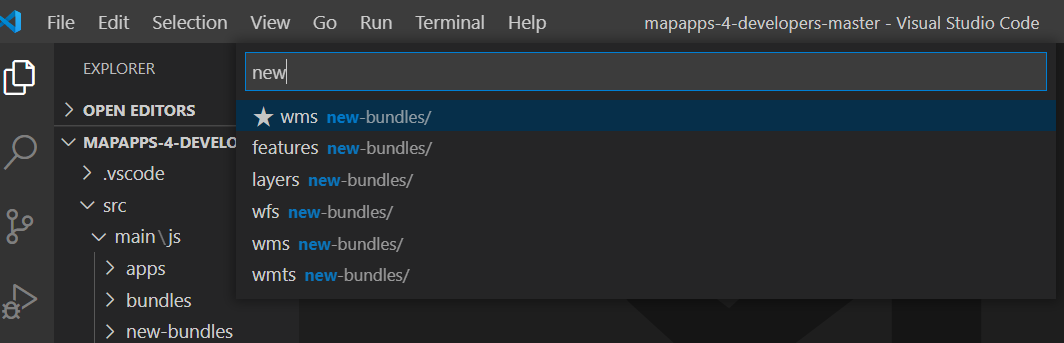 File Edit Selection View Go Run Terminal Help mapapps-4-developers-master - Visual Studio Code
EXPLORER
new
OPEN EDITORS
★ wms new-bundles/
MAPAPPS-4-DEVELO
features new-bundles/
.vscode
layers new-bundles/
src
wfs new-bundles/
main\js
wms new-bundles/
apps
wmts new-bundles/
bundles
new-bundles